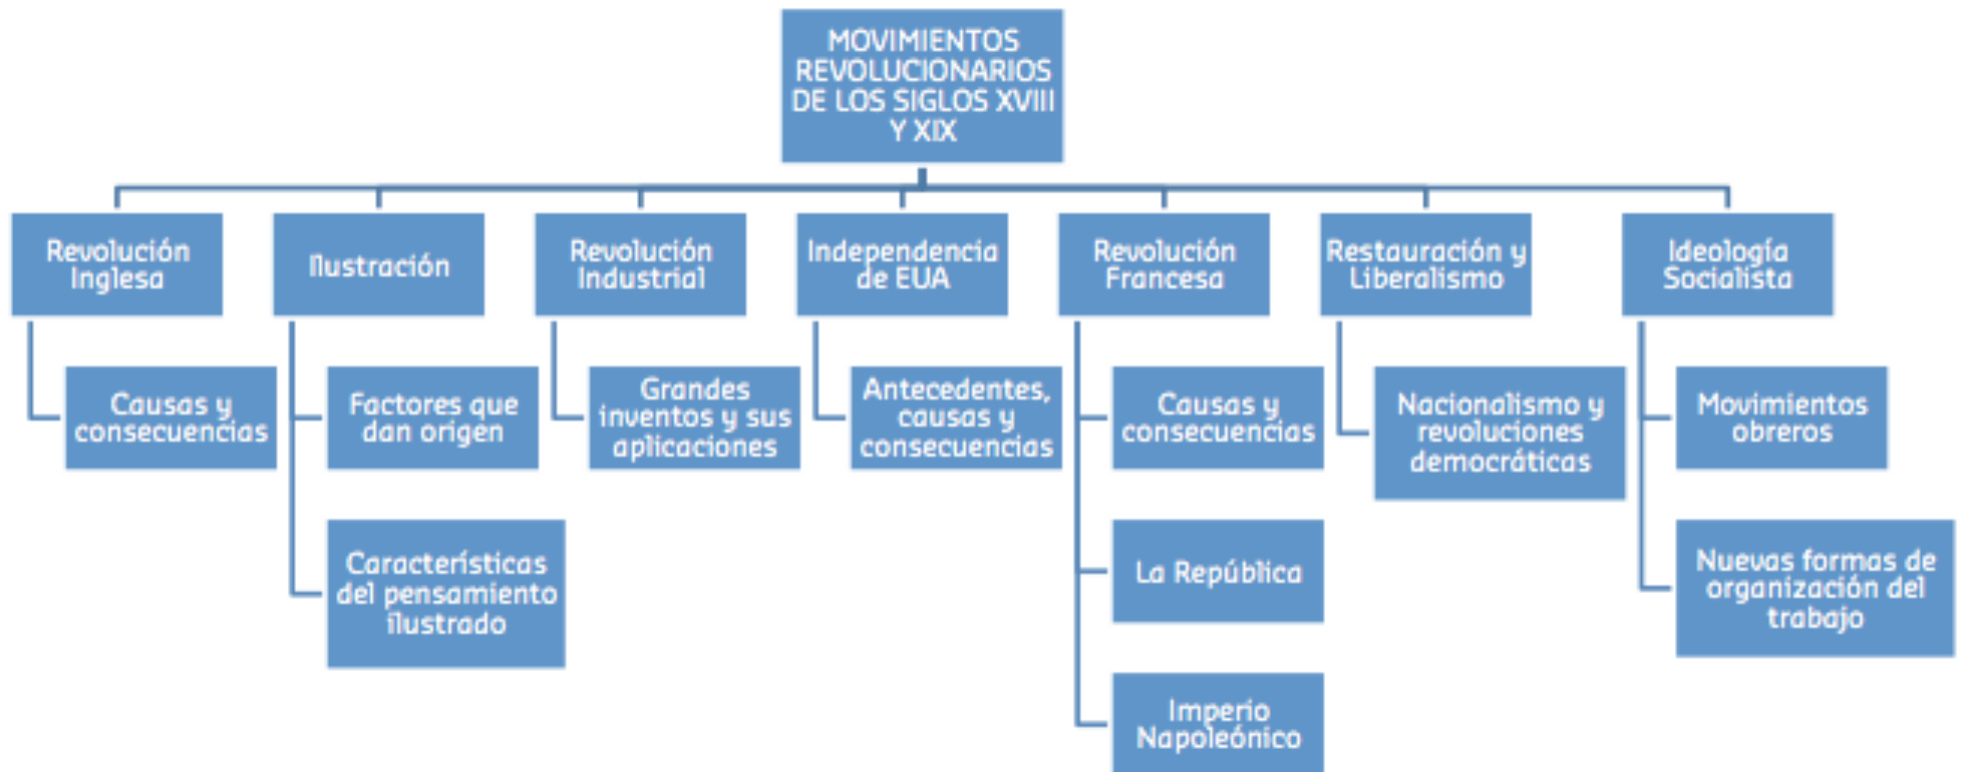 MOVIMIENTOS
REVOLUCIONARIOS
DE LOS SIGLOS XVIII
Y XIX
Revolución
Inglesa
Causas y
consecuencias
Ilustración
Factores que
dan origen
Características
del pensamiento
ilustrado
Revolución
Industrial
Grandes
inventos y sus
aplicaciones
Independencia
de EUA
Antecedentes,
causas y
consecuencias
Revolución
Francesa
Causas y
consecuencias
La República
Imperio
Napoleónico
Restauración y
Liberalismo
Nacionalismo y
revoluciones
democráticas
Ideología
Socialista
Movimientos
obreros
Nuevas formas de
organización del
trabajo